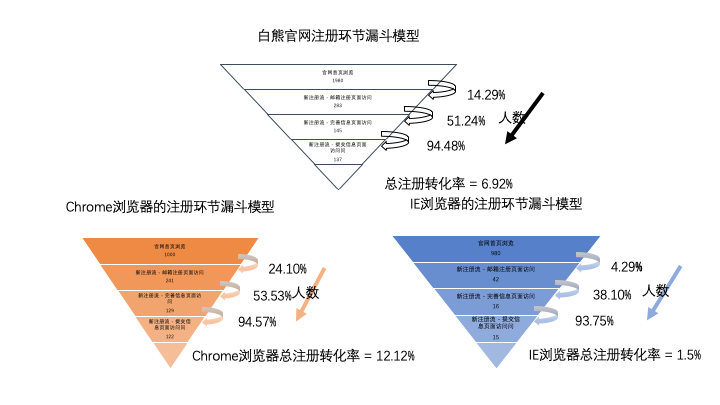 白熊官网注册环节漏斗模型
官网首页浏览
1980
新注册流 - 邮箱注册页面访问
283
新注册流 - 完善信息页面访问
145
新注册流 - 提交信息页面
访问问
137
14.29%
51.24%
94.48%
人数
总注册转化率 = 6.92%
Chrome浏览器的注册环节漏斗模型
官网首页浏览
1000
新注册流 - 邮箱注册页面访问
241
新注册流 - 完善信息页面访
问
129
新注册流 - 提交信
息页面访问问
122
24.10%
53.53%
94.57%
人数
Chrome浏览器总注册转化率 = 12.12%
IE浏览器的注册环节漏斗模型
官网首页浏览
980
新注册流 - 邮箱注册页面访问
42
新注册流 - 完善信息页面访问
16
新注册流 - 提交信
息页面访问问
15
4.29%
38.10%
93.75%
人数
IE浏览器总注册转化率 = 1.5%